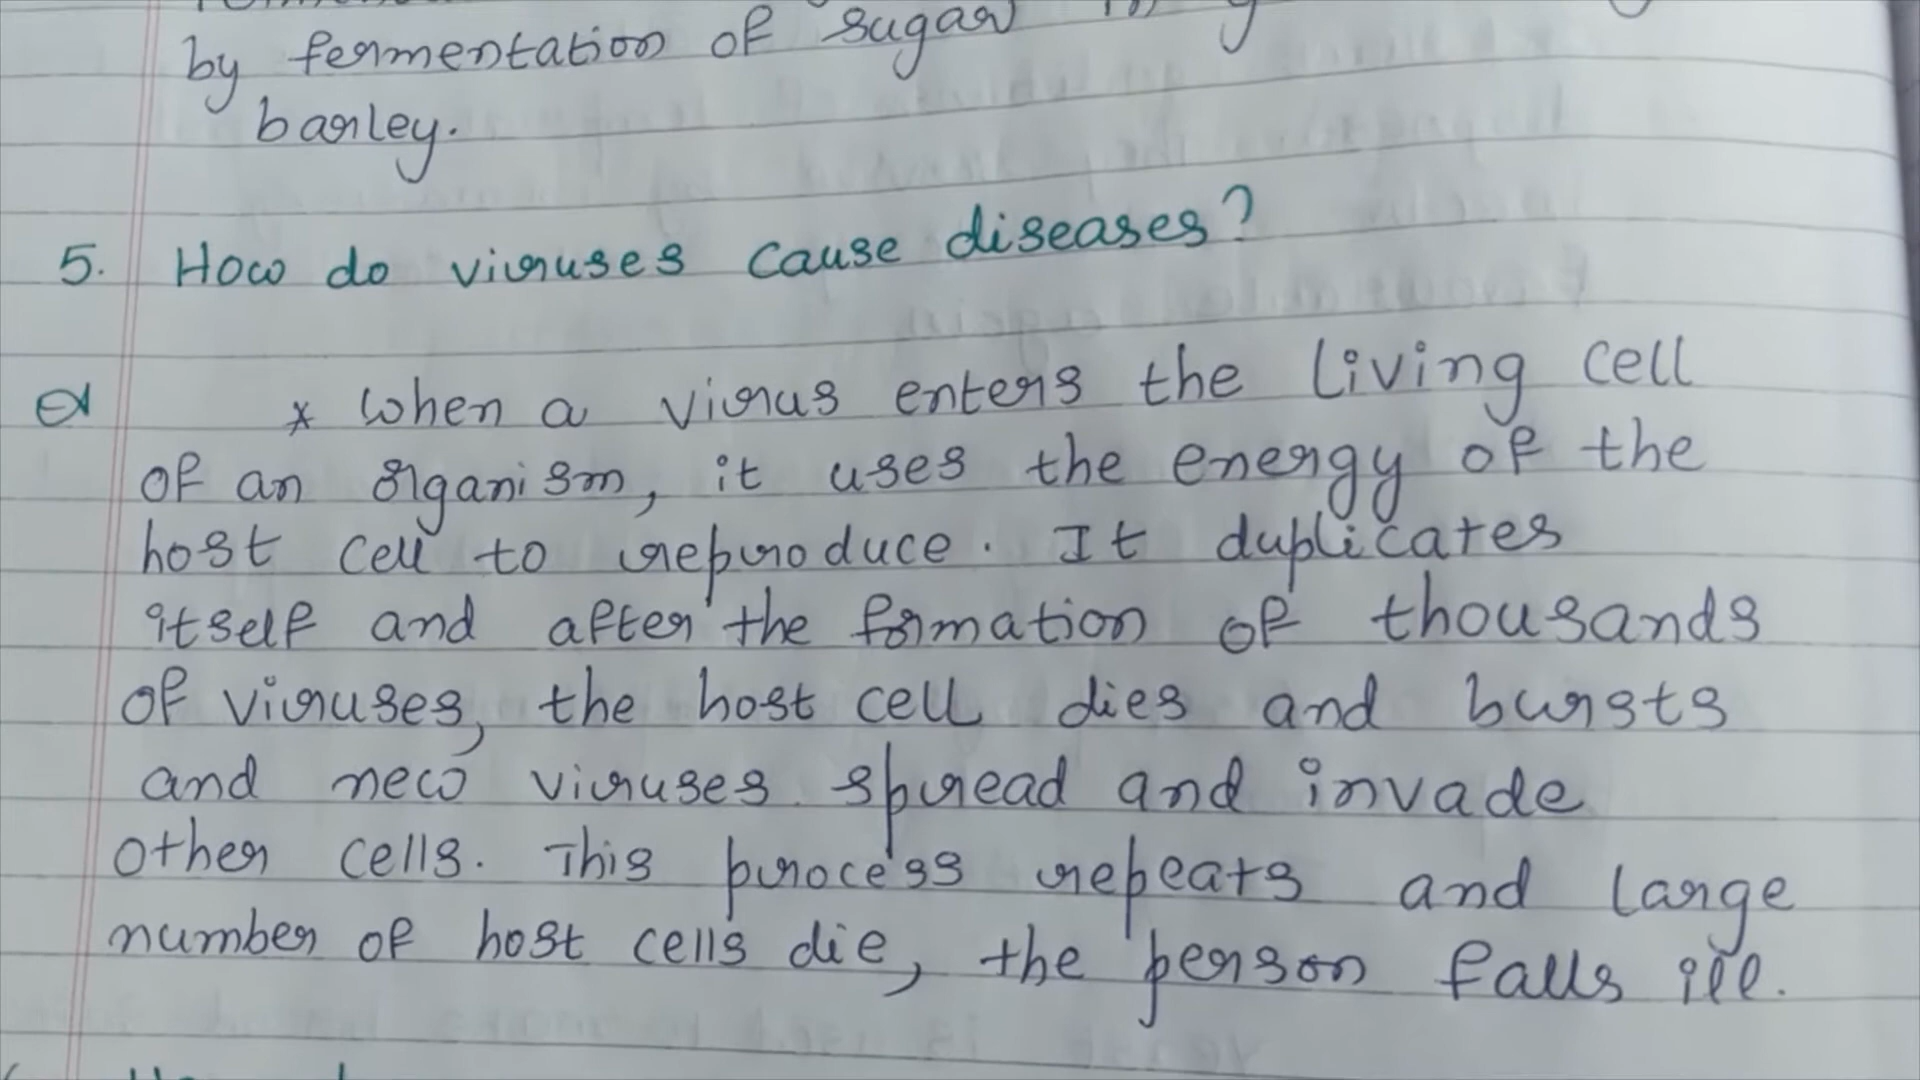 by fermentation of sugar in
barley.
5. How do viruses cause diseases?
* When a virus enters the living cell
of an organism, it uses the energy of the
host cell to reproduce. It duplicates
itself and after the formation of thousands
of viruses, the host cell dies and bursts
and new viruses spread and invade
other cells. This process repeats and large
number of host cells die, the person falls ill.